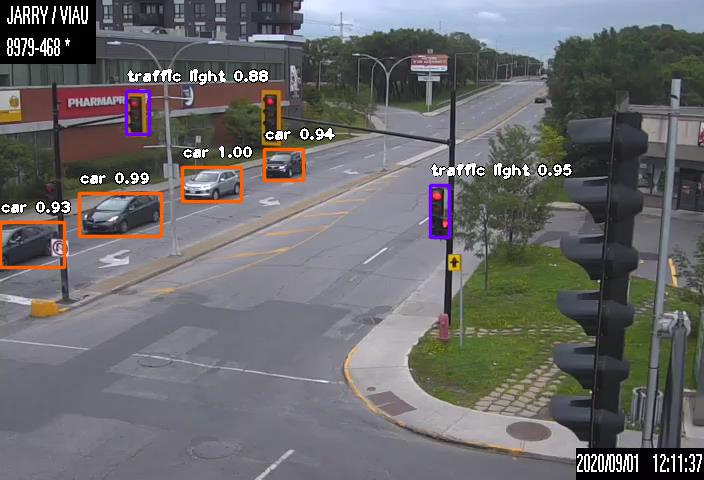 JARRY / VIAU
8979-468 *
traffic light 0.88
PHARMAPR
car 0.94
car 1.00
car 0.99
traffic light 0.95
car 0.93
2020/09/01 12:11:37